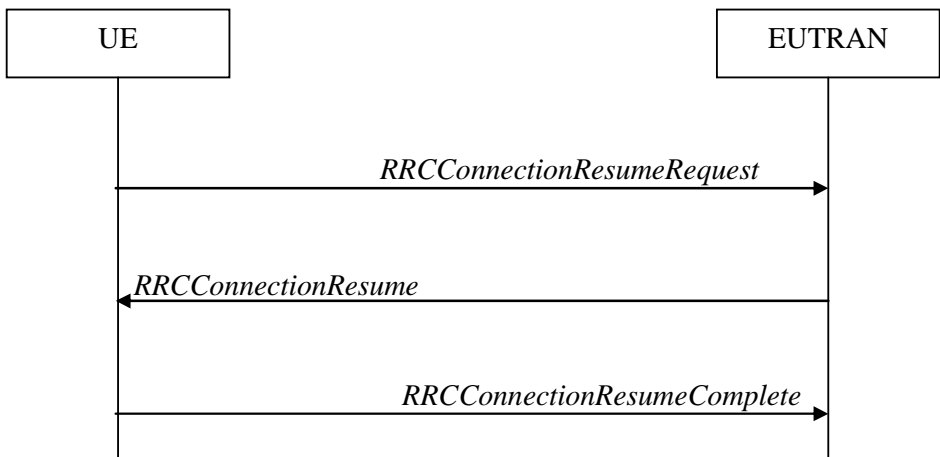 UE
EUTRAN
RRCConnectionResumeRequest
RRCConnectionResume
RRCConnectionResumeComplete